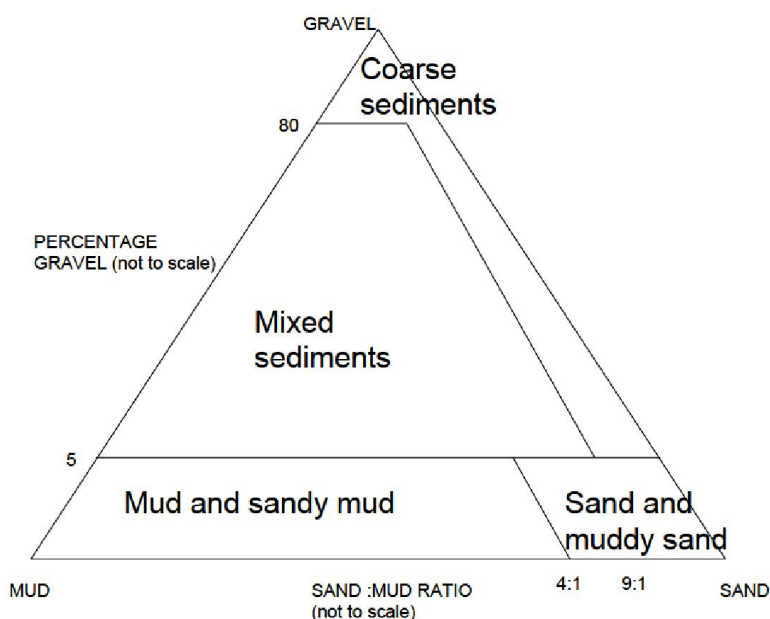 GRAVEL
Coarse
sediments
80
PERCENTAGE
GRAVEL (not to scale)
Mixed
sediments
5
Mud and sandy mud
Sand and
muddy sand
MUD
SAND :MUD RATIO
(not to scale)
4:1
9:1
SAND